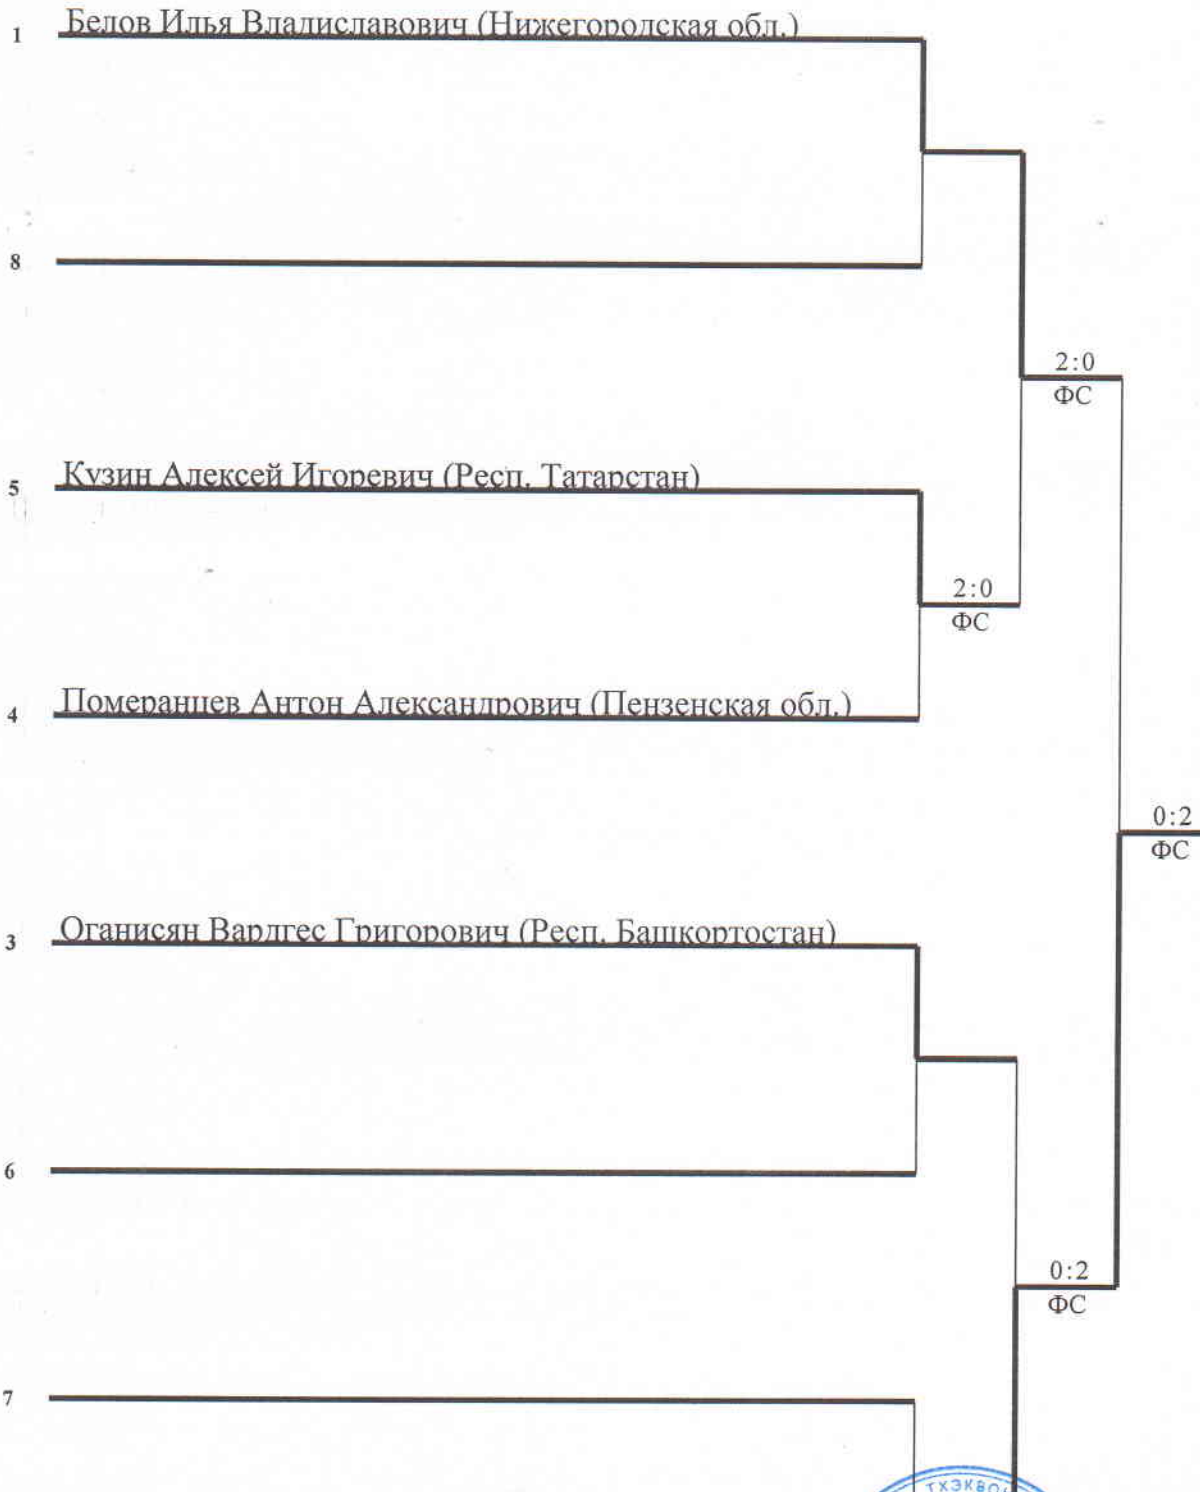 1 Белов Илья Владиславович (Нижегородская обл.)
8
2:0
ФС
5 Кузин Алексей Игоревич (Респ. Татарстан)
2:0
ФС
4 Померанцев Антон Александрович (Пензенская обл.)
0:2
ФС
3 Оганисян Вардгес Григорович (Респ. Башкортостан)
6
0:2
ФС
7